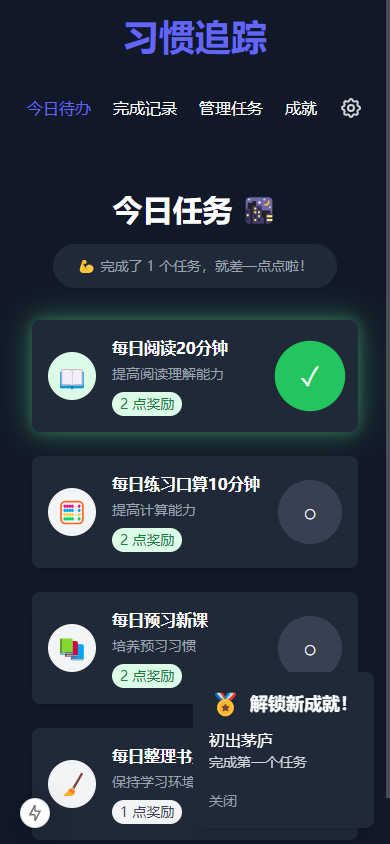 习惯追踪
今日待办 完成记录 管理任务 成就
今日任务
完成了 1 个任务，就差一点点啦！
每日阅读20分钟
提高阅读理解能力
2 点奖励
每日练习口算10分钟
提高计算能力
2 点奖励
每日预习新课
培养预习习惯
2 点奖励
每日整理书
保持学习环境
1 点奖励
解锁新成就！
初出茅庐
完成第一个任务
关闭